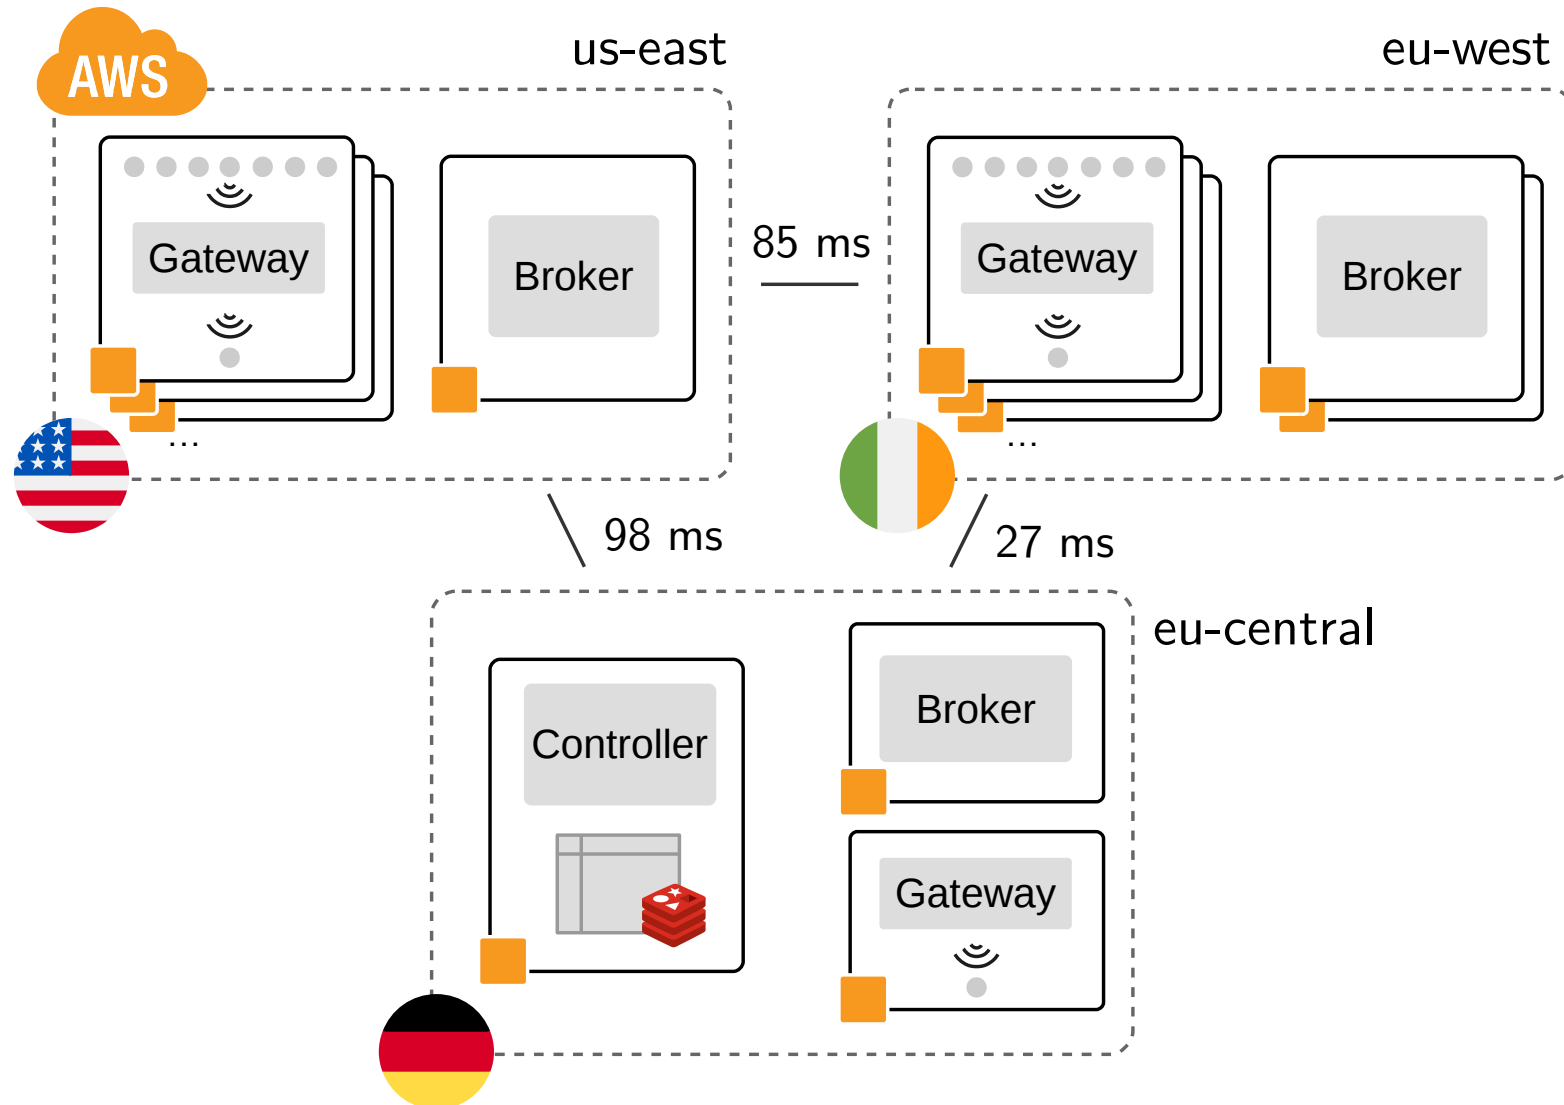 AWS
us-east
eu-west
Gateway
Broker
85 ms
Gateway
Broker
...
...
98 ms
27 ms
eu-central
Controller
Broker
Gateway